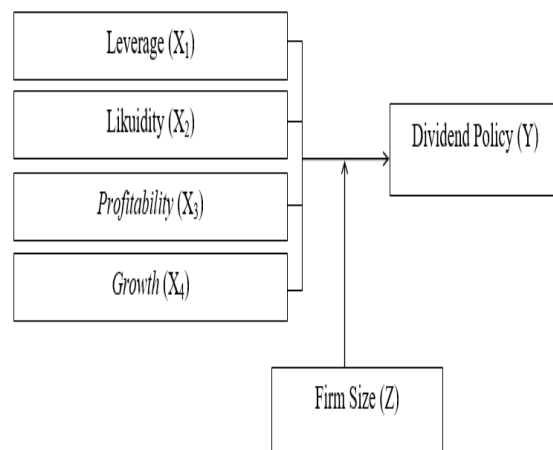 Leverage (X₁)
Likuidity (X₂)
Dividend Policy (Y)
Profitability (X₃)
Growth (X₄)
Firm Size (Z)